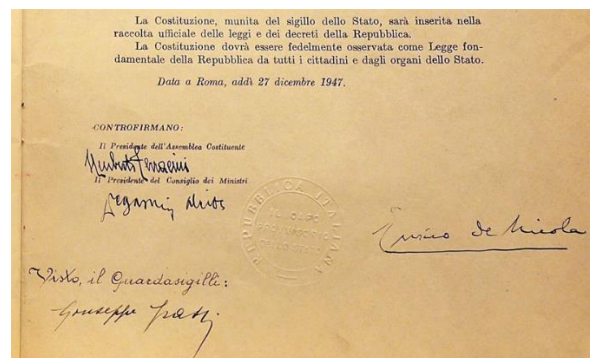 La Costituzione, munita del sigillo dello Stato, sarà inserita nella
raccolta ufficiale delle leggi e dei decreti della Repubblica.
La Costituzione dovrà essere fedelmente osservata come Legge fon-
damentale della Repubblica da tutti i cittadini e dagli organi dello Stato.
Data a Roma, addì 27 dicembre 1947.
CONTROFIRMANO:
Il Presidente dell'Assemblea Costituente
Umberto Terracini
Il Presidente del Consiglio dei Ministri
REPUBBLICA ITALIANA
IL CAPO
PROVVISORIO
Enrico de Nicola
Visto, il Guardasigilli:
Giuseppe Grassi